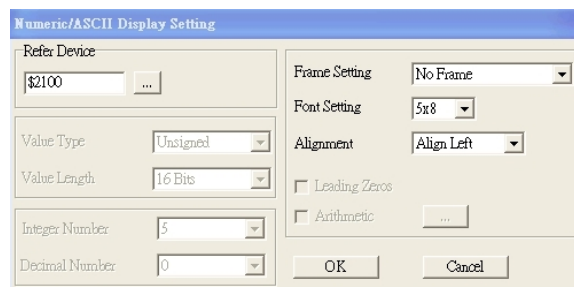 Numeric/ASCII Display Setting
Refer Device
$2100 ...
Value Type Unsigned
Value Length 16 Bits
Integer Number 5
Decimal Number 0
Frame Setting No Frame
Font Setting 5x8
Alignment Align Left
Leading Zeros
Arithmetic ...
OK Cancel